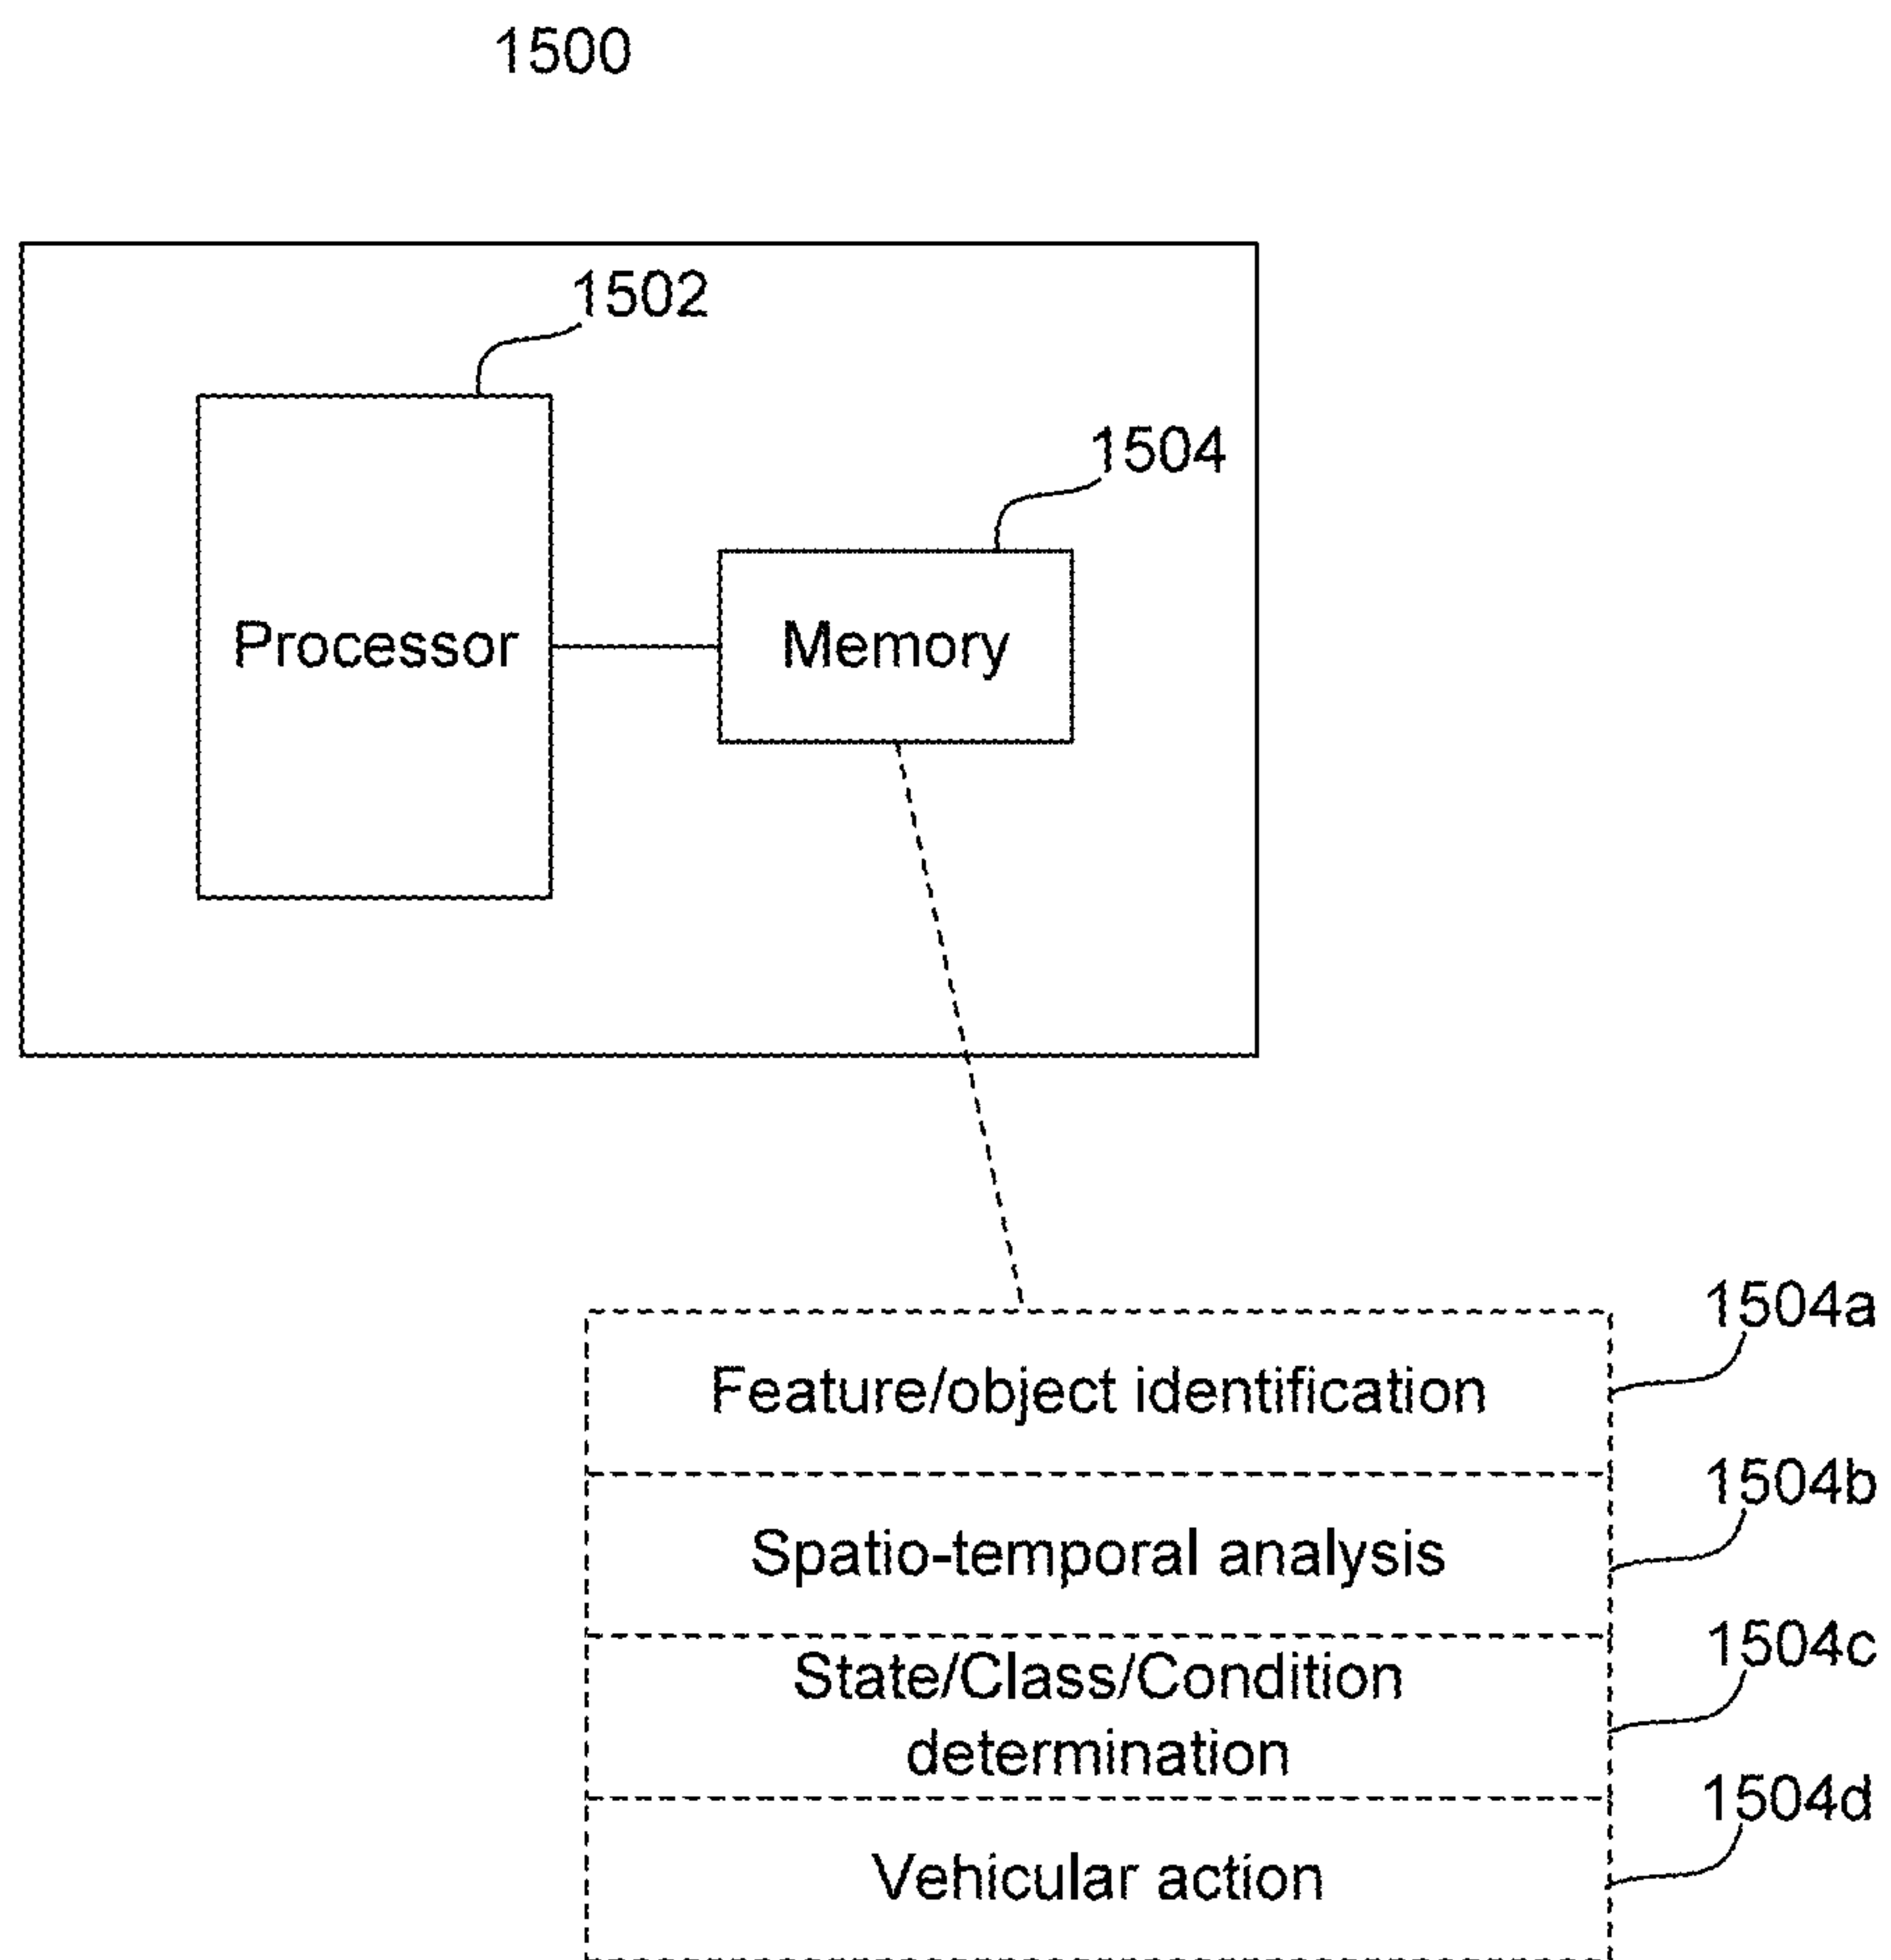 1500
1502
1504
Processor
Memory
1504a
Feature/object identification
1504b
Spatio-temporal analysis
1504c
State/Class/Condition
determination
1504d
Vehicular action